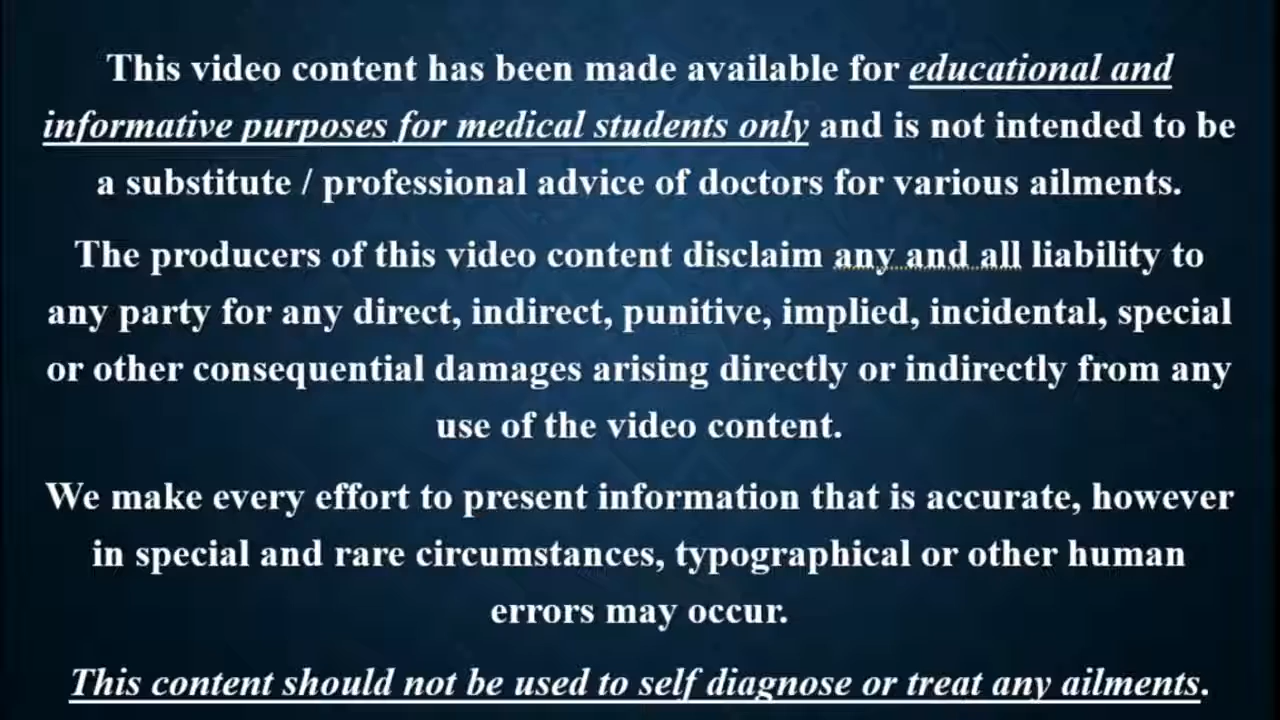 This video content has been made available for educational and
informative purposes for medical students only and is not intended to be
a substitute / professional advice of doctors for various ailments.
The producers of this video content disclaim any and all liability to
any party for any direct, indirect, punitive, implied, incidental, special
or other consequential damages arising directly or indirectly from any
use of the video content.
We make every effort to present information that is accurate, however
in special and rare circumstances, typographical or other human
errors may occur.
This content should not be used to self diagnose or treat any ailments.